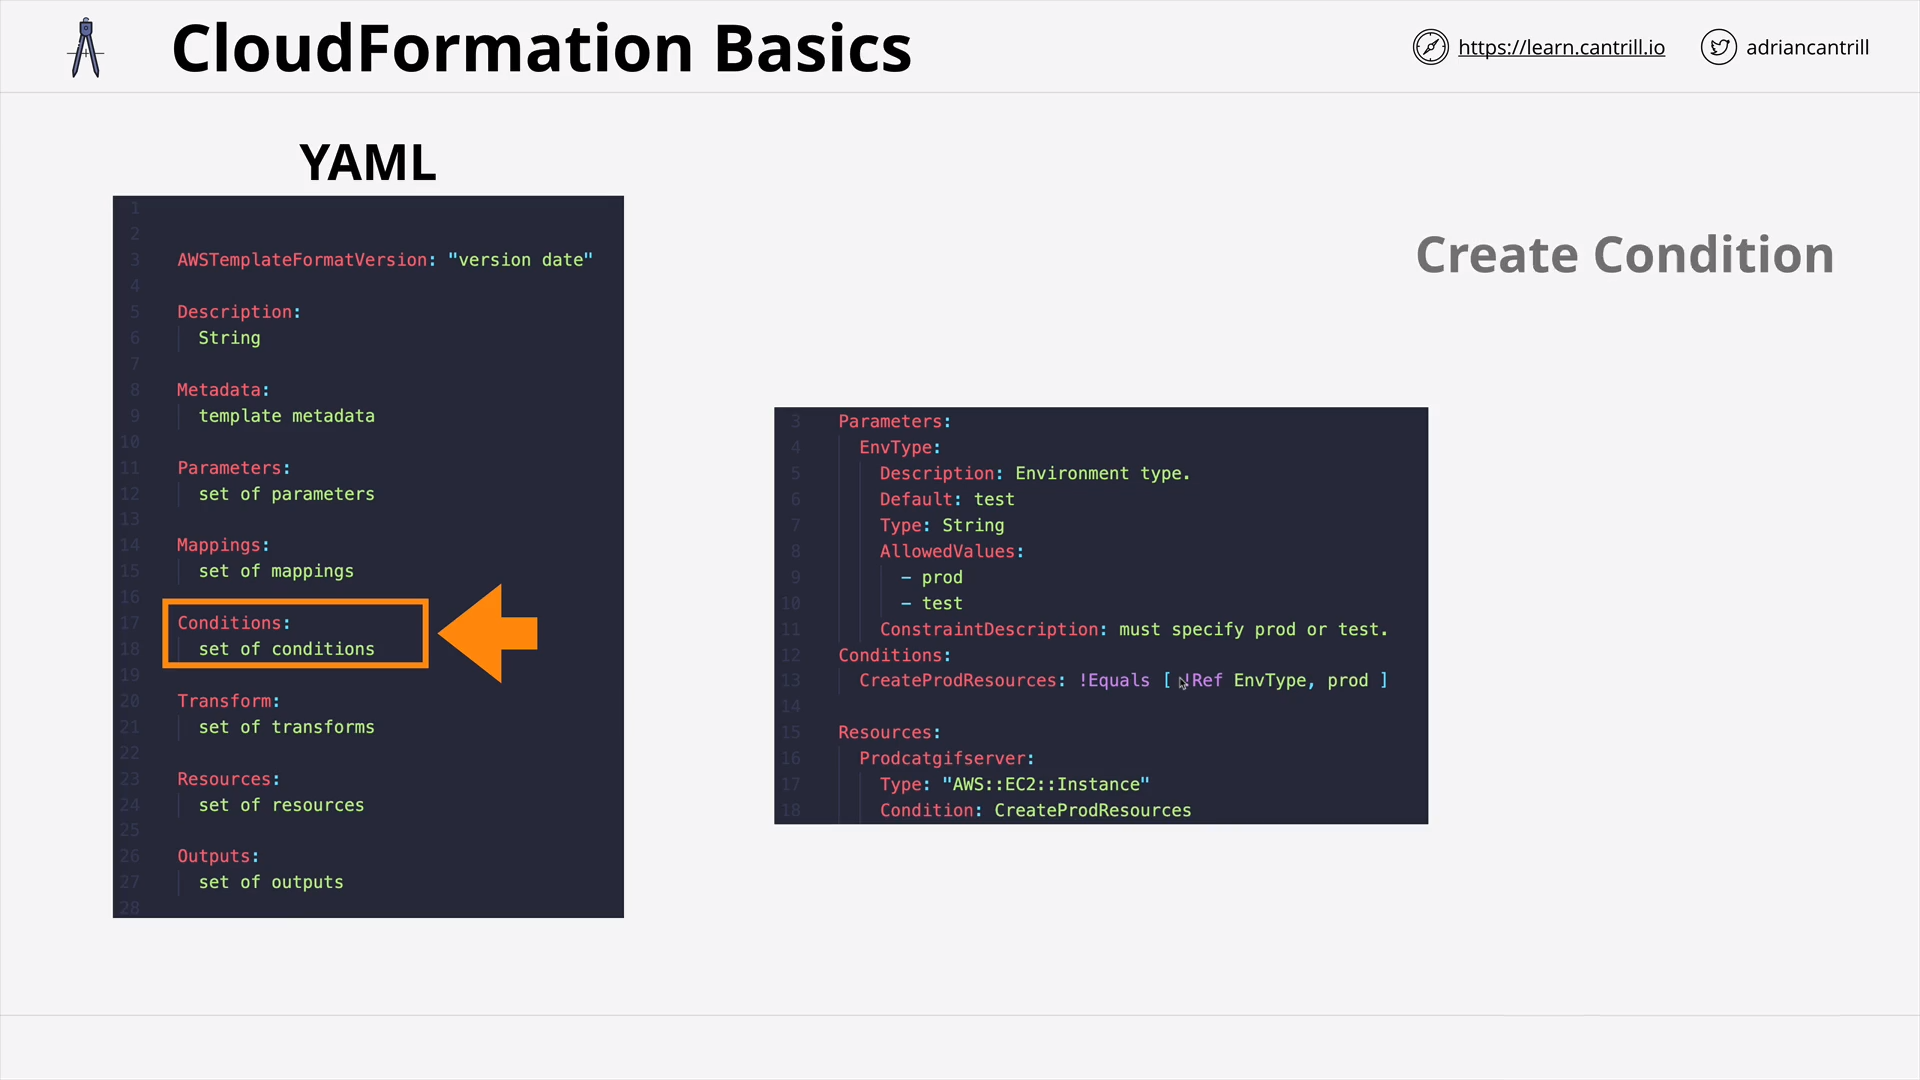 CloudFormation Basics
https://learn.cantrill.io
adriancantrill
YAML
1
2
3 AWSTemplateFormatVersion: "version date"
4
5 Description:
6 String
7
8 Metadata:
9 template metadata
10
11 Parameters:
12 set of parameters
13
14 Mappings:
15 set of mappings
16
17 Conditions:
18 set of conditions
19
20 Transform:
21 set of transforms
22
23 Resources:
24 set of resources
25
26 Outputs:
27 set of outputs
28
Create Condition
3 Parameters:
4 EnvType:
5 Description: Environment type.
6 Default: test
7 Type: String
8 AllowedValues:
9 - prod
10 - test
11 ConstraintDescription: must specify prod or test.
12 Conditions:
13 CreateProdResources: !Equals [ !Ref EnvType, prod ]
14
15 Resources:
16 Prodcatgifserver:
17 Type: "AWS::EC2::Instance"
18 Condition: CreateProdResources